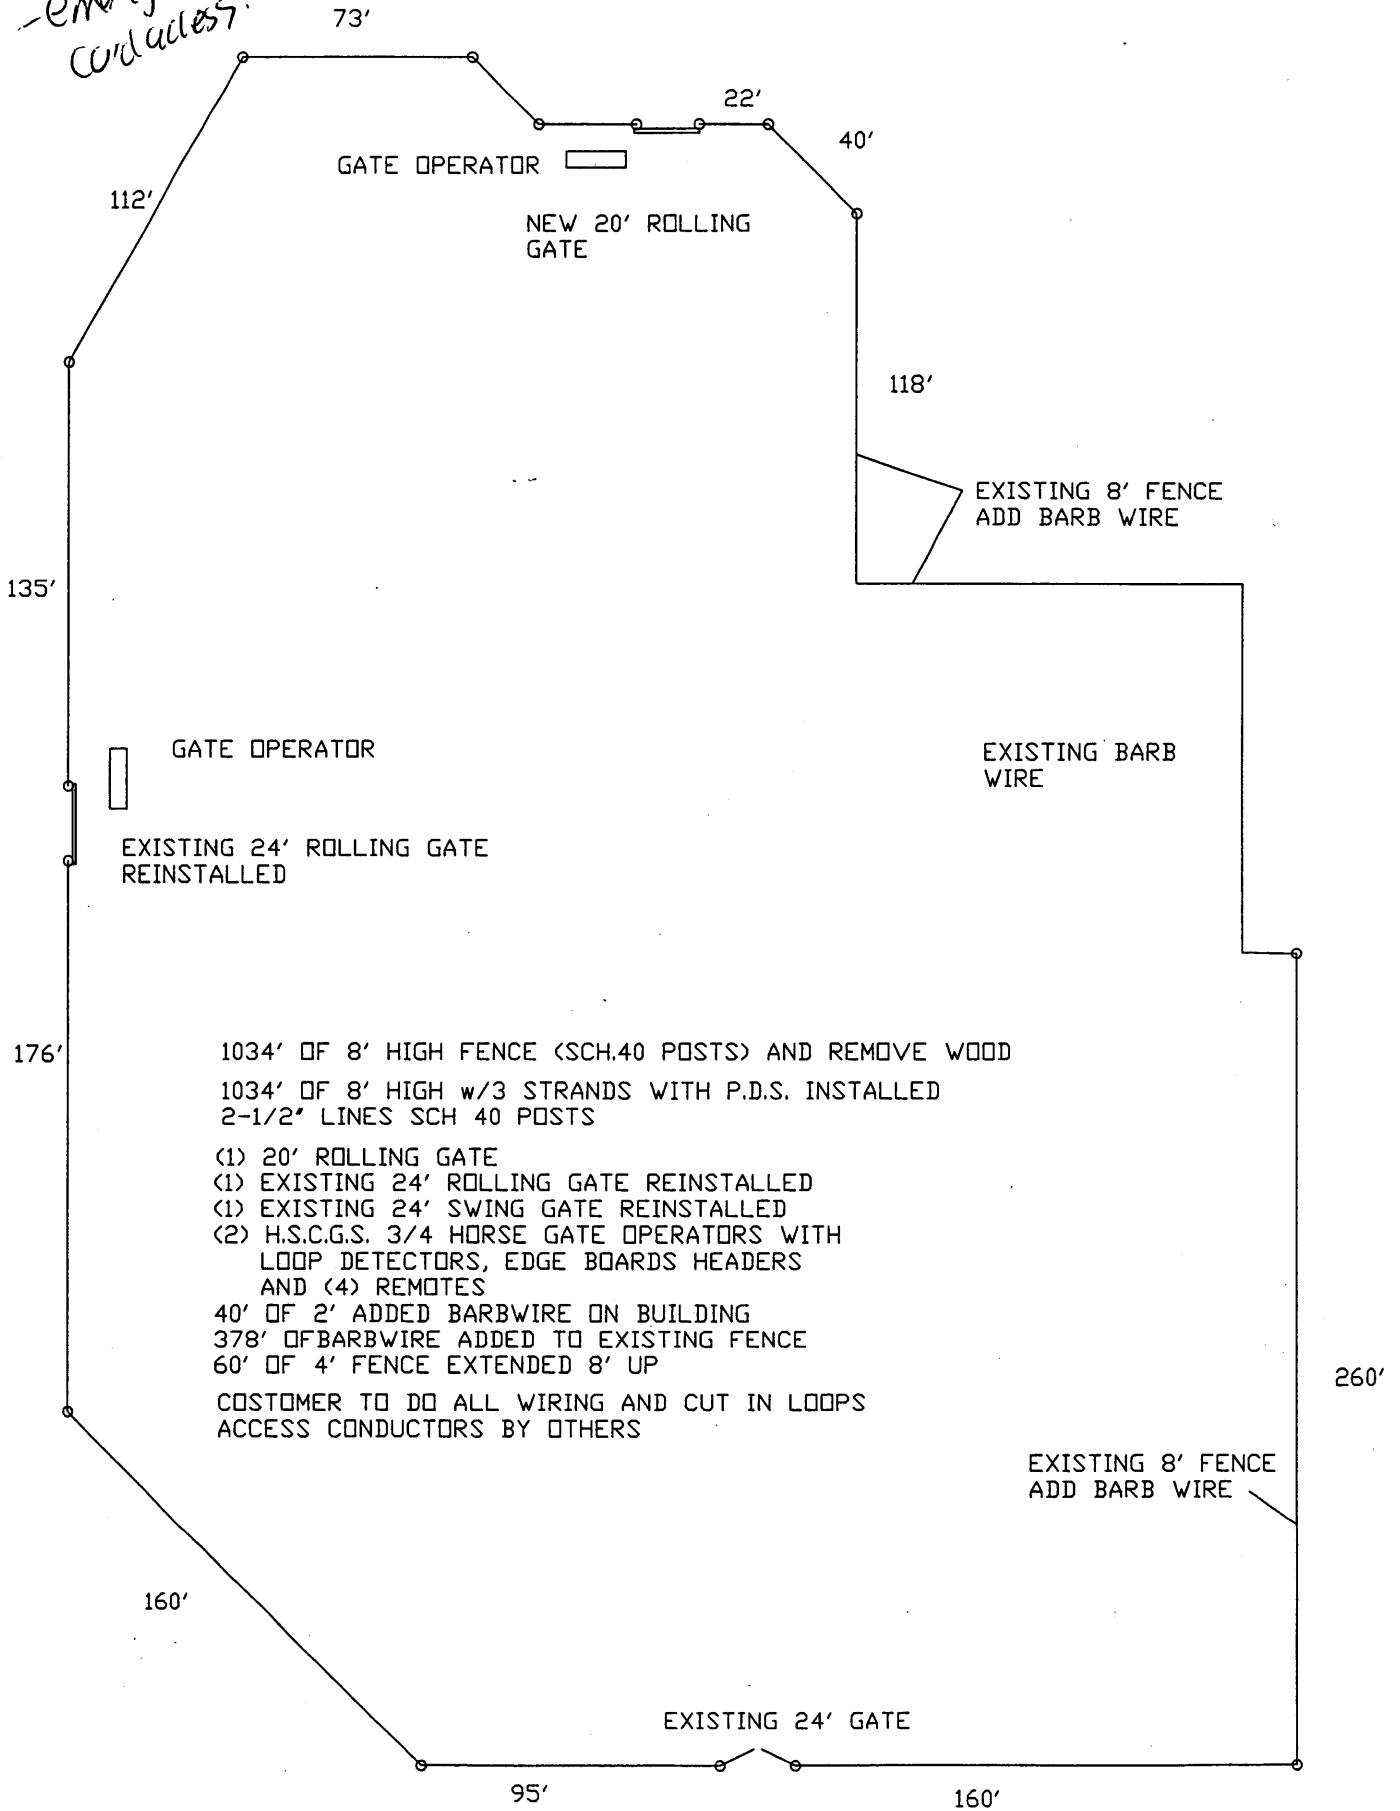 73'
22'
40'
GATE OPERATOR
112'
NEW 20' ROLLING
GATE
118'
EXISTING 8' FENCE
ADD BARB WIRE
135'
GATE OPERATOR
EXISTING BARB
WIRE
EXISTING 24' ROLLING GATE
REINSTALLED
176'
1034' OF 8' HIGH FENCE (SCH.40 POSTS) AND REMOVE WOOD
1034' OF 8' HIGH w/3 STRANDS WITH P.D.S. INSTALLED
2-1/2" LINES SCH 40 POSTS
(1) 20' ROLLING GATE
(1) EXISTING 24' ROLLING GATE REINSTALLED
(1) EXISTING 24' SWING GATE REINSTALLED
(2) H.S.C.G.S. 3/4 HORSE GATE OPERATORS WITH
LOOP DETECTORS, EDGE BOARDS HEADERS
AND (4) REMOTES
40' OF 2' ADDED BARBWIRE ON BUILDING
378' OFBARBWIRE ADDED TO EXISTING FENCE
60' OF 4' FENCE EXTENDED 8' UP
COSTOMER TO DO ALL WIRING AND CUT IN LOOPS
ACCESS CONDUCTORS BY OTHERS
260'
EXISTING 8' FENCE
ADD BARB WIRE
160'
EXISTING 24' GATE
95'
160'